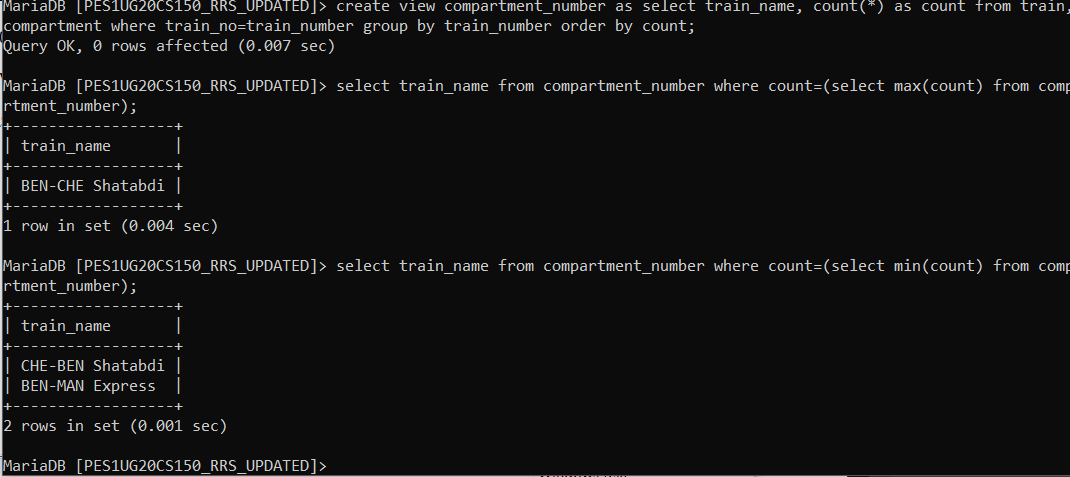 MariaDB [PES1UG20CS150_RRS_UPDATED]> create view compartment_number as select train_name, count(*) as count from train,
compartment where train_no=train_number group by train_number order by count;
Query OK, 0 rows affected (0.007 sec)
MariaDB [PES1UG20CS150_RRS_UPDATED]> select train_name from compartment_number where count=(select max(count) from comp
rtment_number);
+------------------+
| train_name       |
+------------------+
| BEN-CHE Shatabdi |
+------------------+
1 row in set (0.004 sec)
MariaDB [PES1UG20CS150_RRS_UPDATED]> select train_name from compartment_number where count=(select min(count) from comp
rtment_number);
+------------------+
| train_name       |
+------------------+
| CHE-BEN Shatabdi |
| BEN-MAN Express  |
+------------------+
2 rows in set (0.001 sec)
MariaDB [PES1UG20CS150_RRS_UPDATED]>